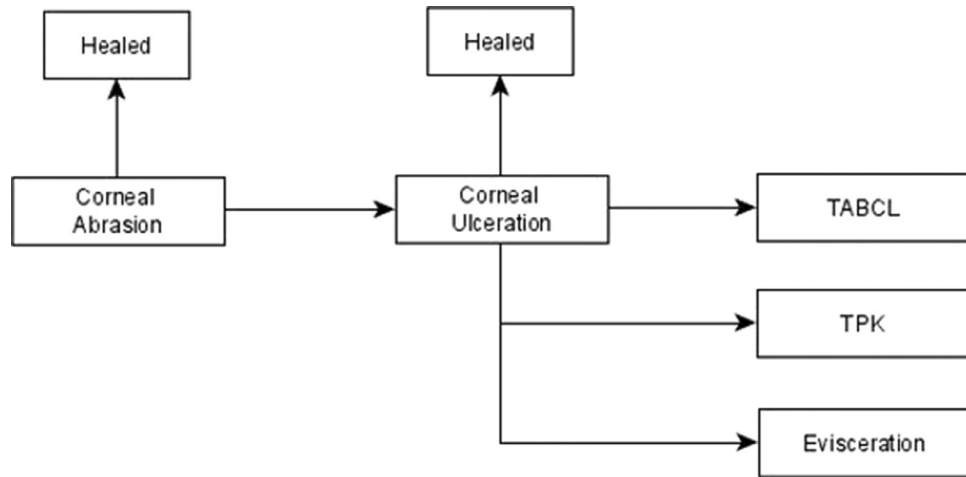 Healed
Healed
Corneal
Abrasion
Corneal
Ulceration
TABCL
TPK
Evisceration